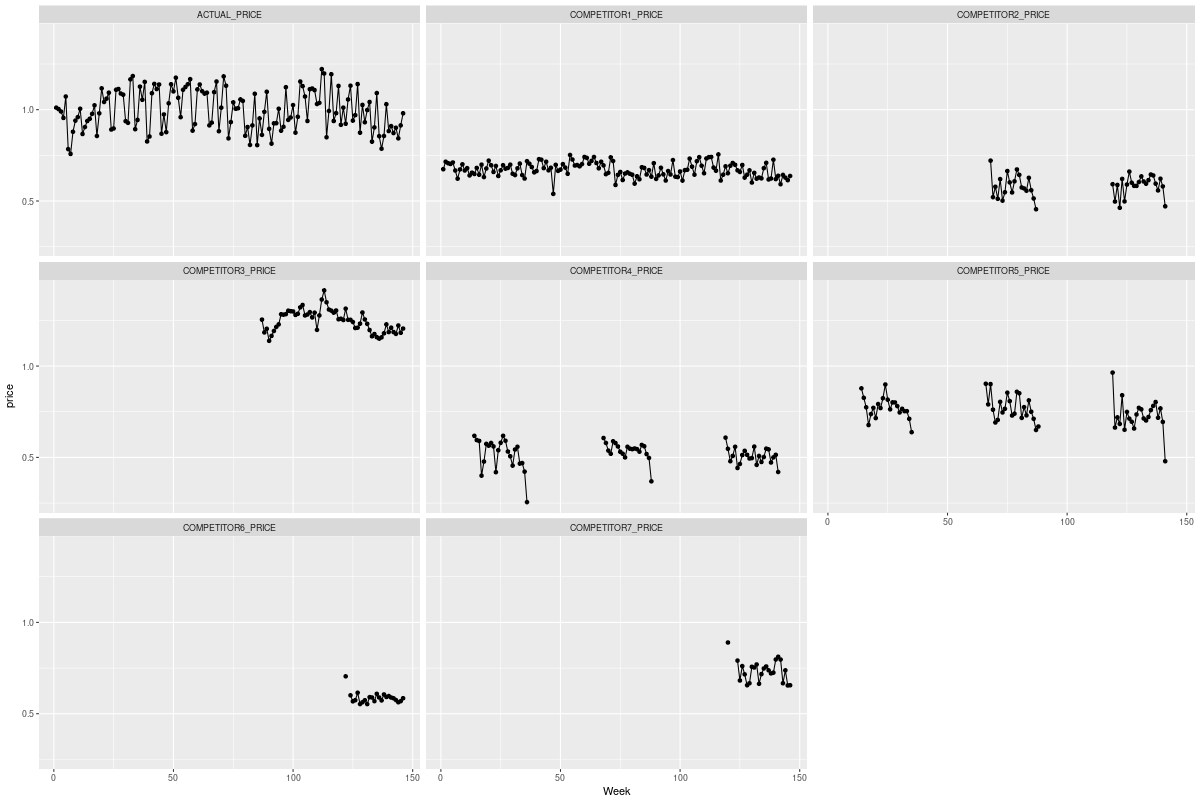 ACTUAL_PRICE
COMPETITOR1_PRICE
COMPETITOR2_PRICE
1.0
0.5
COMPETITOR3_PRICE
COMPETITOR4_PRICE
COMPETITOR5_PRICE
1.0
price
0.5
0 50 100 150
COMPETITOR6_PRICE
COMPETITOR7_PRICE
1.0
0.5
0 50 100 150
0 50 100 150
Week